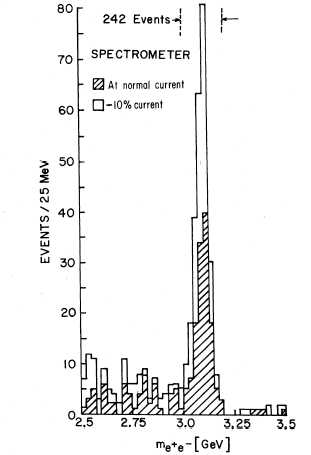 242 Events
SPECTROMETER
At normal current
-10% current
EVENTS / 25 MeV
80
70
60
50
40
30
20
10
0
2.5
2.75
3.0
3.25
3.5
me+e- [GeV]